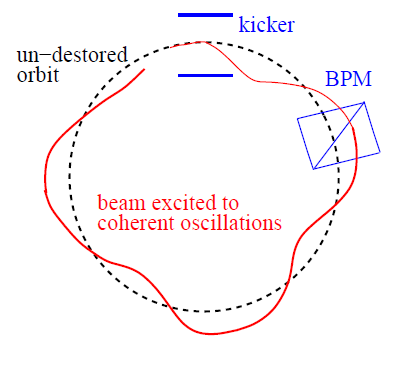 kicker
un−destored
orbit
BPM
beam excited to
coherent oscillations